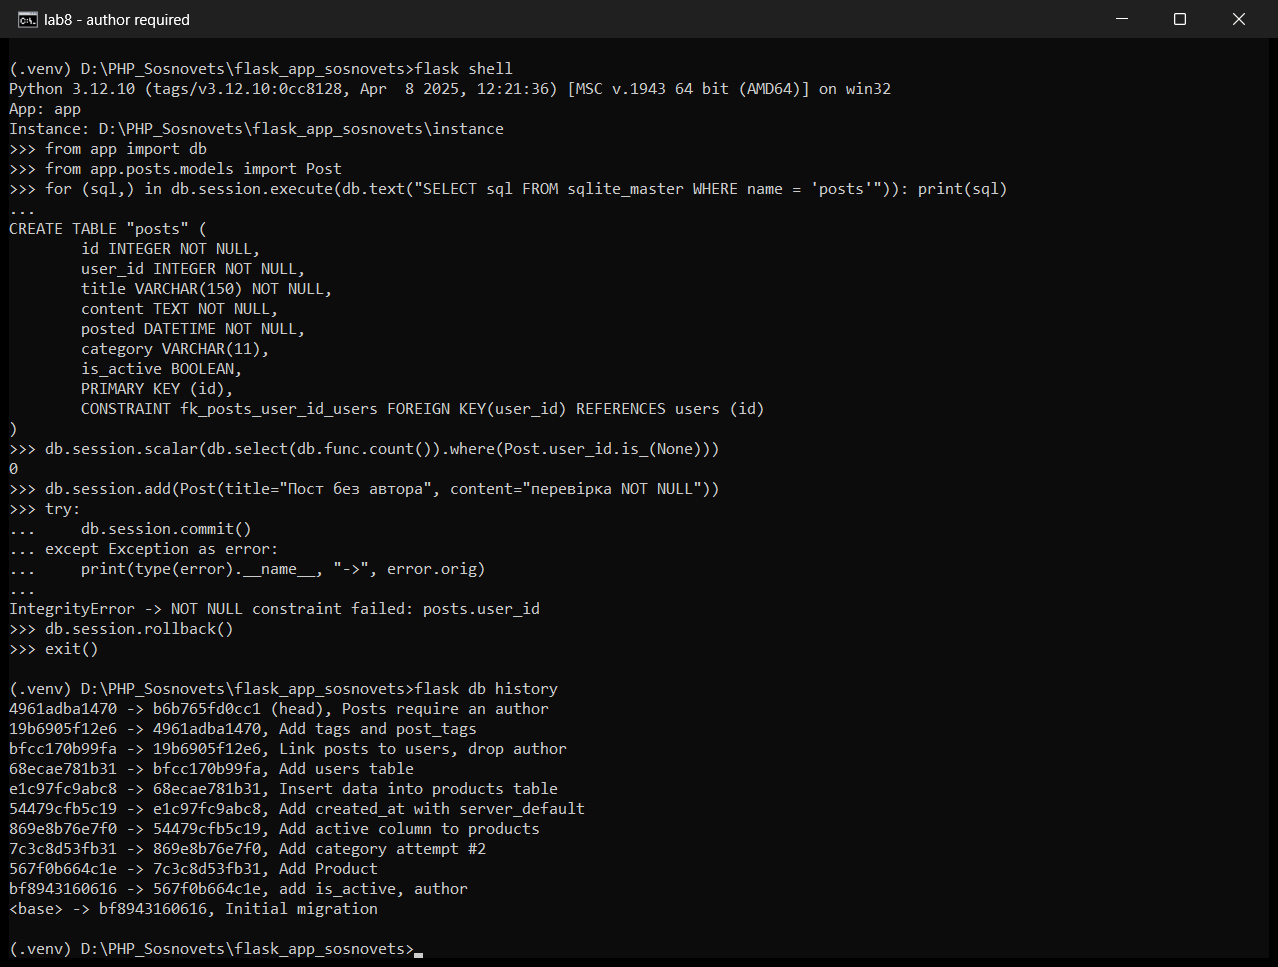 lab8 - author required
(.venv) D:\PHP_Sosnovets\flask_app_sosnovets>flask shell
Python 3.12.10 (tags/v3.12.10:0cc8128, Apr  8 2025, 12:21:36) [MSC v.1943 64 bit (AMD64)] on win32
App: app
Instance: D:\PHP_Sosnovets\flask_app_sosnovets\instance
>>> from app import db
>>> from app.posts.models import Post
>>> for (sql,) in db.session.execute(db.text("SELECT sql FROM sqlite_master WHERE name = 'posts'")): print(sql)
...
CREATE TABLE "posts" (
        id INTEGER NOT NULL,
        user_id INTEGER NOT NULL,
        title VARCHAR(150) NOT NULL,
        content TEXT NOT NULL,
        posted DATETIME NOT NULL,
        category VARCHAR(11),
        is_active BOOLEAN,
        PRIMARY KEY (id),
        CONSTRAINT fk_posts_user_id_users FOREIGN KEY(user_id) REFERENCES users (id)
)
>>> db.session.scalar(db.select(db.func.count()).where(Post.user_id.is_(None)))
0
>>> db.session.add(Post(title="Пост без автора", content="перевірка NOT NULL"))
>>> try:
...     db.session.commit()
... except Exception as error:
...     print(type(error).__name__, "->", error.orig)
...
IntegrityError -> NOT NULL constraint failed: posts.user_id
>>> db.session.rollback()
>>> exit()
(.venv) D:\PHP_Sosnovets\flask_app_sosnovets>flask db history
4961adba1470 -> b6b765fd0cc1 (head), Posts require an author
19b6905f12e6 -> 4961adba1470, Add tags and post_tags
bfcc170b99fa -> 19b6905f12e6, Link posts to users, drop author
68ecae781b31 -> bfcc170b99fa, Add users table
e1c97fc9abc8 -> 68ecae781b31, Insert data into products table
54479cfb5c19 -> e1c97fc9abc8, Add created_at with server_default
869e8b76e7f0 -> 54479cfb5c19, Add active column to products
7c3c8d53fb31 -> 869e8b76e7f0, Add category attempt #2
567f0b664c1e -> 7c3c8d53fb31, Add Product
bf8943160616 -> 567f0b664c1e, add is_active, author
<base> -> bf8943160616, Initial migration
(.venv) D:\PHP_Sosnovets\flask_app_sosnovets>